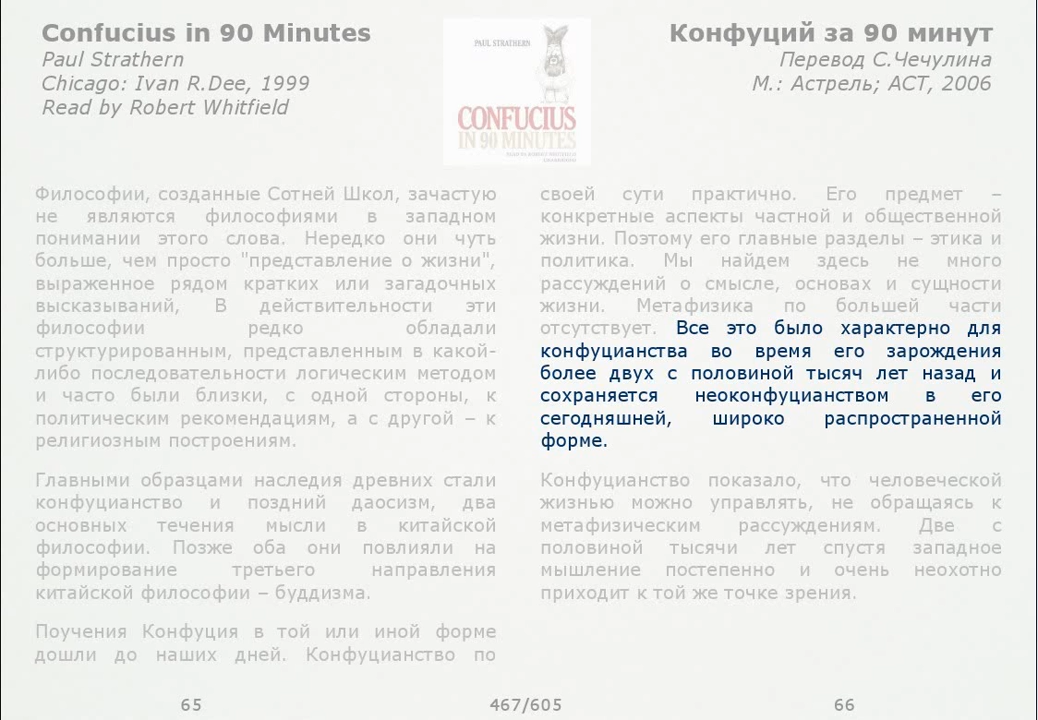 Confucius in 90 Minutes
Paul Strathern
Chicago: Ivan R.Dee, 1999
Read by Robert Whitfield
PAUL STRATHERN
CONFUCIUS
IN 90 MINUTES
Конфуций за 90 минут
Перевод С.Чечулина
М.: Астрель; АСТ, 2006
Философии, созданные Сотней Школ, зачастую
не являются философиями в западном
понимании этого слова. Нередко они чуть
больше, чем просто "представление о жизни",
выраженное рядом кратких или загадочных
высказываний, В действительности эти
философии редко обладали
структурированным, представленным в какой-
либо последовательности логическим методом
и часто были близки, с одной стороны, к
политическим рекомендациям, а с другой – к
религиозным построениям.
Главными образцами наследия древних стали
конфуцианство и поздний даосизм, два
основных течения мысли в китайской
философии. Позже оба они повлияли на
формирование третьего направления
китайской философии – буддизма.
Поучения Конфуция в той или иной форме
дошли до наших дней. Конфуцианство по
своей сути практично. Его предмет –
конкретные аспекты частной и общественной
жизни. Поэтому его главные разделы – этика и
политика. Мы найдем здесь не много
рассуждений о смысле, основах и сущности
жизни. Метафизика по большей части
отсутствует. Все это было характерно для
конфуцианства во время его зарождения
более двух с половиной тысяч лет назад и
сохраняется неоконфуцианством в его
сегодняшней, широко распространенной
форме.
Конфуцианство показало, что человеческой
жизнью можно управлять, не обращаясь к
метафизическим рассуждениям. Две с
половиной тысячи лет спустя западное
мышление постепенно и очень неохотно
приходит к той же точке зрения.
65
467/605
66